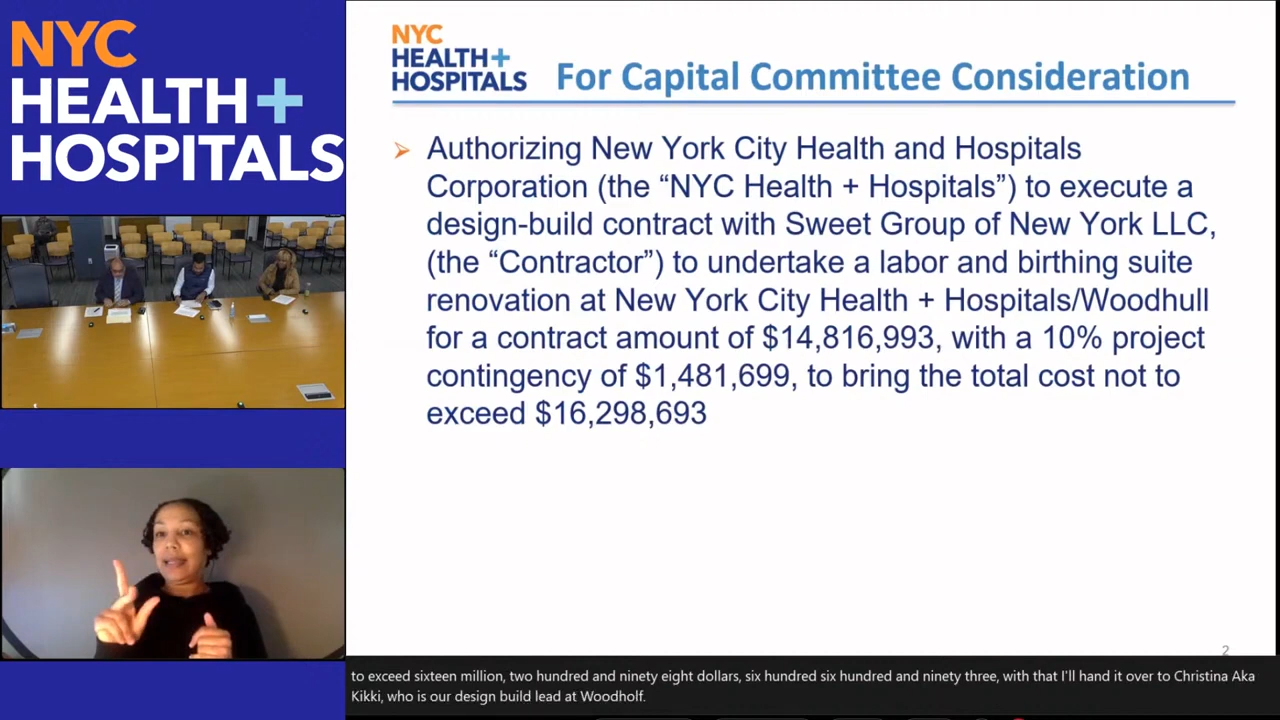 NYC
HEALTH+
HOSPITALS
NYC
HEALTH+
HOSPITALS
For Capital Committee Consideration
Authorizing New York City Health and Hospitals
Corporation (the “NYC Health + Hospitals”) to execute a
design-build contract with Sweet Group of New York LLC,
(the “Contractor”) to undertake a labor and birthing suite
renovation at New York City Health + Hospitals/Woodhull
for a contract amount of $14,816,993, with a 10% project
contingency of $1,481,699, to bring the total cost not to
exceed $16,298,693
2
to exceed sixteen million, two hundred and ninety eight dollars, six hundred six hundred and ninety three, with that I'll hand it over to Christina Aka
Kikki, who is our design build lead at Woodholf.